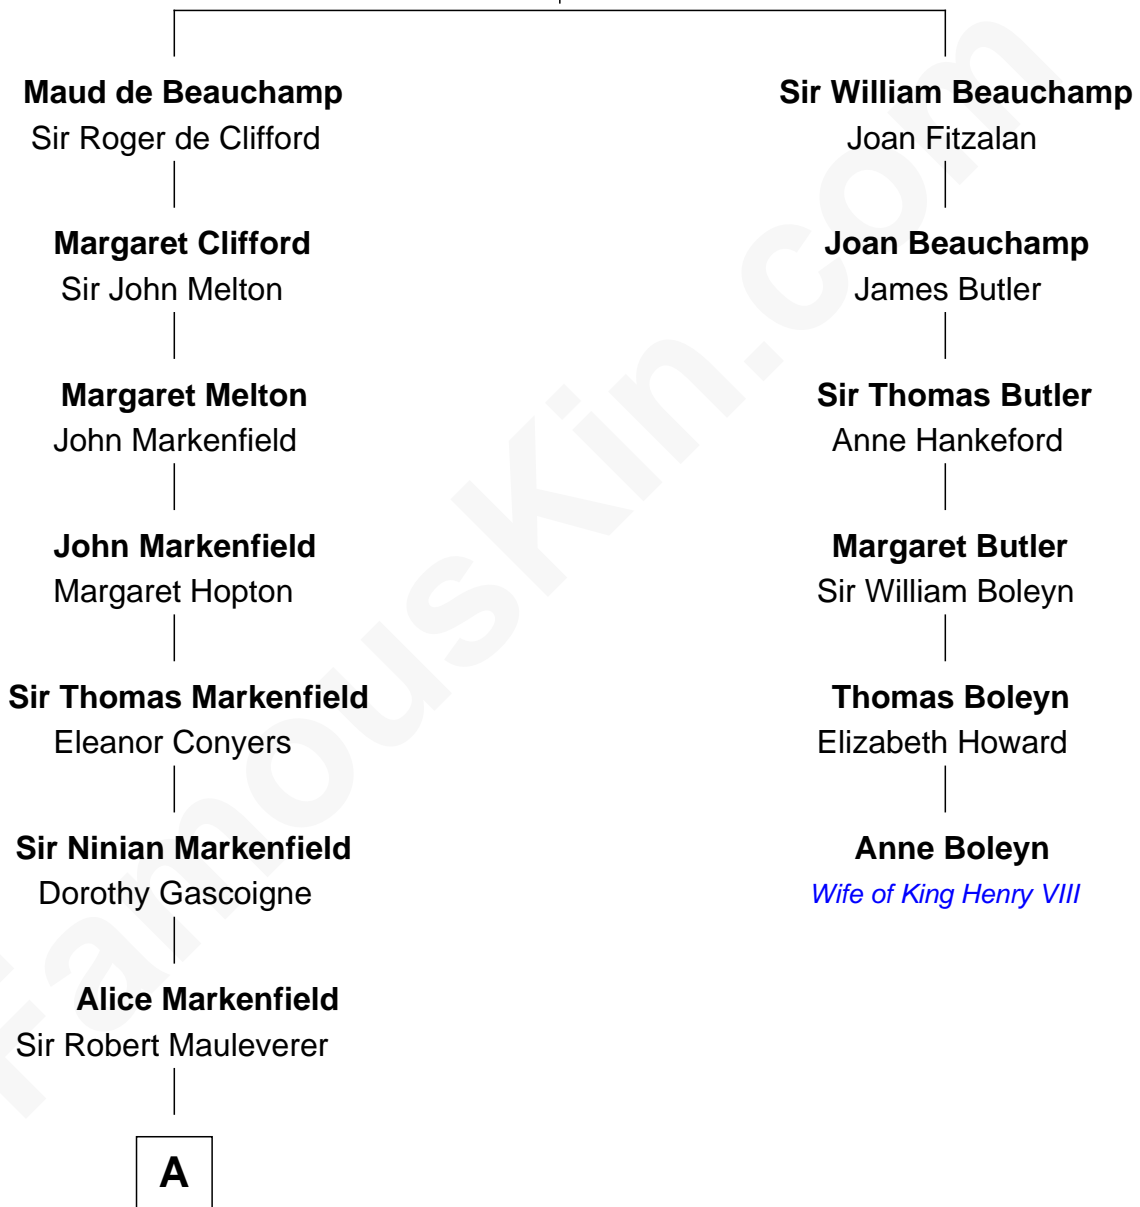 Maud de Beauchamp
Sir Roger de Clifford
Margaret Clifford
Sir John Melton
Margaret Melton
John Markenfield
John Markenfield
Margaret Hopton
Sir Thomas Markenfield
Eleanor Conyers
Sir Ninian Markenfield
Dorothy Gascoigne
Alice Markenfield
Sir Robert Mauleverer
A
Sir William Beauchamp
Joan Fitzalan
Joan Beauchamp
James Butler
Sir Thomas Butler
Anne Hankeford
Margaret Butler
Sir William Boleyn
Thomas Boleyn
Elizabeth Howard
Anne Boleyn
Wife of King Henry VIII
FamousKin.com